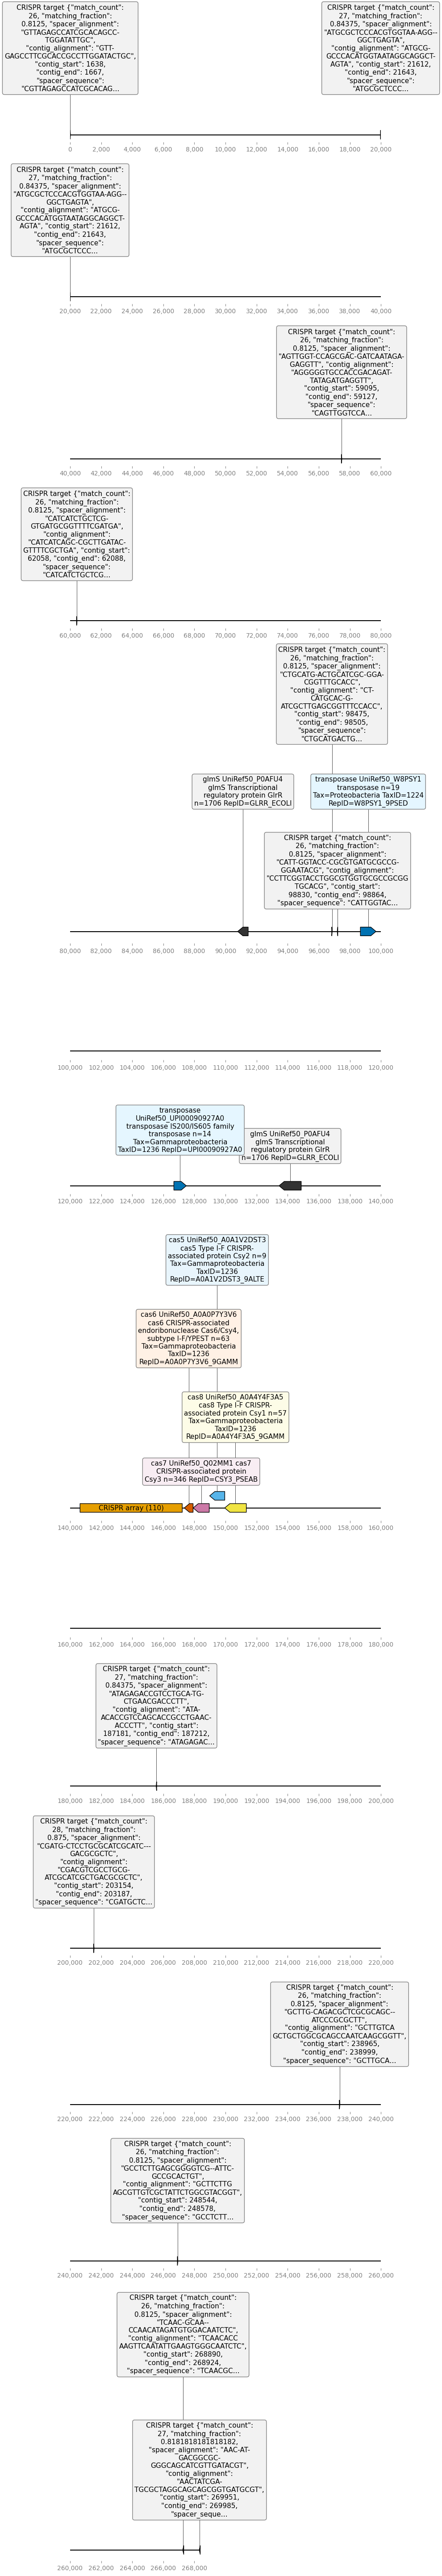 CRISPR target {"match_count":
26, "matching_fraction":
0.8125, "spacer_alignment":
"GTTAGAGCCATCGCACAGCC-
TGGATATTGC",
"contig_alignment": "GTT-
GAGCCTTCGCACCGCCTTGGATACTGC",
"contig_start": 1638,
"contig_end": 1667,
"spacer_sequence":
"CGTTAGAGCCATCGCACAG...
CRISPR target {"match_count":
27, "matching_fraction":
0.84375, "spacer_alignment":
"ATGCGCTCCCACGTGGTAA-AGG--
GGCTGAGTA",
"contig_alignment": "ATGCG-
GCCCACATGGTAATAGGCAGGCT-
AGTA", "contig_start": 21612,
"contig_end": 21643,
"spacer_sequence":
"ATGCGCTCCC...
0 2,000 4,000 6,000 8,000 10,000 12,000 14,000 16,000 18,000 20,000
CRISPR target {"match_count":
27, "matching_fraction":
0.84375, "spacer_alignment":
"ATGCGCTCCCACGTGGTAA-AGG--
GGCTGAGTA",
"contig_alignment": "ATGCG-
GCCCACATGGTAATAGGCAGGCT-
AGTA", "contig_start": 21612,
"contig_end": 21643,
"spacer_sequence":
"ATGCGCTCCC...
20,000 22,000 24,000 26,000 28,000 30,000 32,000 34,000 36,000 38,000 40,000
CRISPR target {"match_count":
26, "matching_fraction":
0.8125, "spacer_alignment":
"AGTTGGT-CCAGCGAC-GATCAATAGA-
GAGGTT", "contig_alignment":
"AGGGGGTGCCACCGACAGAT-
TATAGATGAGGTT",
"contig_start": 59095,
"contig_end": 59127,
"spacer_sequence":
"CAGTTGGTCCA...
40,000 42,000 44,000 46,000 48,000 50,000 52,000 54,000 56,000 58,000 60,000
CRISPR target {"match_count":
26, "matching_fraction":
0.8125, "spacer_alignment":
"CATCATCTGCTCG-
GTGATGCGGTTTTCGATGA",
"contig_alignment":
"CATCATCAGC-CGCTTGATAC-
GTTTTCGCTGA", "contig_start":
62058, "contig_end": 62088,
"spacer_sequence":
"CATCATCTGCTCG...
60,000 62,000 64,000 66,000 68,000 70,000 72,000 74,000 76,000 78,000 80,000
CRISPR target {"match_count":
26, "matching_fraction":
0.8125, "spacer_alignment":
"CTGCATG-ACTGCATCGC-GGA-
CGGTTTGCACC",
"contig_alignment": "CT-
CATGCAC-G-
ATCGCTTGAGCGGTTTCCACC",
"contig_start": 98475,
"contig_end": 98505,
"spacer_sequence":
"CTGCATGACTG...
glmS UniRef50_P0AFU4
glmS Transcriptional
regulatory protein GlrR
n=1706 RepID=GLRR_ECOLI
transposase UniRef50_W8PSY1
transposase n=19
Tax=Proteobacteria TaxID=1224
RepID=W8PSY1_9PSED
CRISPR target {"match_count":
26, "matching_fraction":
0.8125, "spacer_alignment":
"CATT-GGTACC-CGCGTGATGCGCCG-
GGAATACG", "contig_alignment":
"CCTTCGGTACCTGGCGTGGTGCGCCGCGG
TGCACG", "contig_start":
98830, "contig_end": 98864,
"spacer_sequence": "CATTGGTAC...
80,000 82,000 84,000 86,000 88,000 90,000 92,000 94,000 96,000 98,000 100,000
100,000 102,000 104,000 106,000 108,000 110,000 112,000 114,000 116,000 118,000 120,000
transposase
UniRef50_UPI00090927A0
transposase IS200/IS605 family
transposase n=14
Tax=Gammaproteobacteria
TaxID=1236 RepID=UPI00090927A0
glmS UniRef50_P0AFU4
glmS Transcriptional
regulatory protein GlrR
n=1706 RepID=GLRR_ECOLI
120,000 122,000 124,000 126,000 128,000 130,000 132,000 134,000 136,000 138,000 140,000
cas5 UniRef50_A0A1V2DST3
cas5 Type I-F CRISPR-
associated protein Csy2 n=9
Tax=Gammaproteobacteria
TaxID=1236
RepID=A0A1V2DST3_9ALTE
cas6 UniRef50_A0A0P7Y3V6
cas6 CRISPR-associated
endoribonuclease Cas6/Csy4,
subtype I-F/YPEST n=63
Tax=Gammaproteobacteria
TaxID=1236
RepID=A0A0P7Y3V6_9GAMM
cas8 UniRef50_A0A4Y4F3A5
cas8 Type I-F CRISPR-
associated protein Csy1 n=57
Tax=Gammaproteobacteria
TaxID=1236
RepID=A0A4Y4F3A5_9GAMM
cas7 UniRef50_Q02MM1 cas7
CRISPR-associated protein
Csy3 n=346 RepID=CSY3_PSEAB
CRISPR array (110)
140,000 142,000 144,000 146,000 148,000 150,000 152,000 154,000 156,000 158,000 160,000
160,000 162,000 164,000 166,000 168,000 170,000 172,000 174,000 176,000 178,000 180,000
CRISPR target {"match_count":
27, "matching_fraction":
0.84375, "spacer_alignment":
"ATAGAGACCGTCCTGCA-TG-
CTGAACGACCCTT",
"contig_alignment": "ATA-
ACACCGTCCAGCACCGCCTGAAC-
ACCCTT", "contig_start":
187181, "contig_end": 187212,
"spacer_sequence": "ATAGAGAC...
180,000 182,000 184,000 186,000 188,000 190,000 192,000 194,000 196,000 198,000 200,000
CRISPR target {"match_count":
28, "matching_fraction":
0.875, "spacer_alignment":
"CGATG-CTCCTGCGCATCGCATC---
GACGCGCTC",
"contig_alignment":
"CGACGTCGCCTGCG-
ATCGCATCGCTGACGCGCTC",
"contig_start": 203154,
"contig_end": 203187,
"spacer_sequence": "CGATGCTC...
200,000 202,000 204,000 206,000 208,000 210,000 212,000 214,000 216,000 218,000 220,000
CRISPR target {"match_count":
26, "matching_fraction":
0.8125, "spacer_alignment":
"GCTTG-CAGACGCTCGCGCAGC--
ATCCCGCGCTT",
"contig_alignment": "GCTTGTCA
GCTGCTGGCGCAGCCAATCAAGCGGTT",
"contig_start": 238965,
"contig_end": 238999,
"spacer_sequence": "GCTTGCA...
220,000 222,000 224,000 226,000 228,000 230,000 232,000 234,000 236,000 238,000 240,000
CRISPR target {"match_count":
26, "matching_fraction":
0.8125, "spacer_alignment":
"GCCTCTTGAGCGGGGTCG--ATTC-
GCCGCACTGT",
"contig_alignment": "GCTTCTTG
AGCGTTGTCGCTATTCTGGCGTACGGT",
"contig_start": 248544,
"contig_end": 248578,
"spacer_sequence": "GCCTCTT...
240,000 242,000 244,000 246,000 248,000 250,000 252,000 254,000 256,000 258,000 260,000
CRISPR target {"match_count":
26, "matching_fraction":
0.8125, "spacer_alignment":
"TCAAC-GCAA--
CCAACATAGATGTGGACAATCTC",
"contig_alignment": "TCAACACC
AAGTTCAATATTGAAGTGGGCAATCTC",
"contig_start": 268890,
"contig_end": 268924,
"spacer_sequence": "TCAACGC...
CRISPR target {"match_count":
27, "matching_fraction":
0.8181818181818182,
"spacer_alignment": "AAC-AT-
GACGGCGC-
GGGCAGCATCGTTGATACGT",
"contig_alignment":
"AACTATCGA-
TGCGCTAGGCAGCAGCGGTGATGCGT",
"contig_start": 269951,
"contig_end": 269985,
"spacer_seque...
260,000 262,000 264,000 266,000 268,000